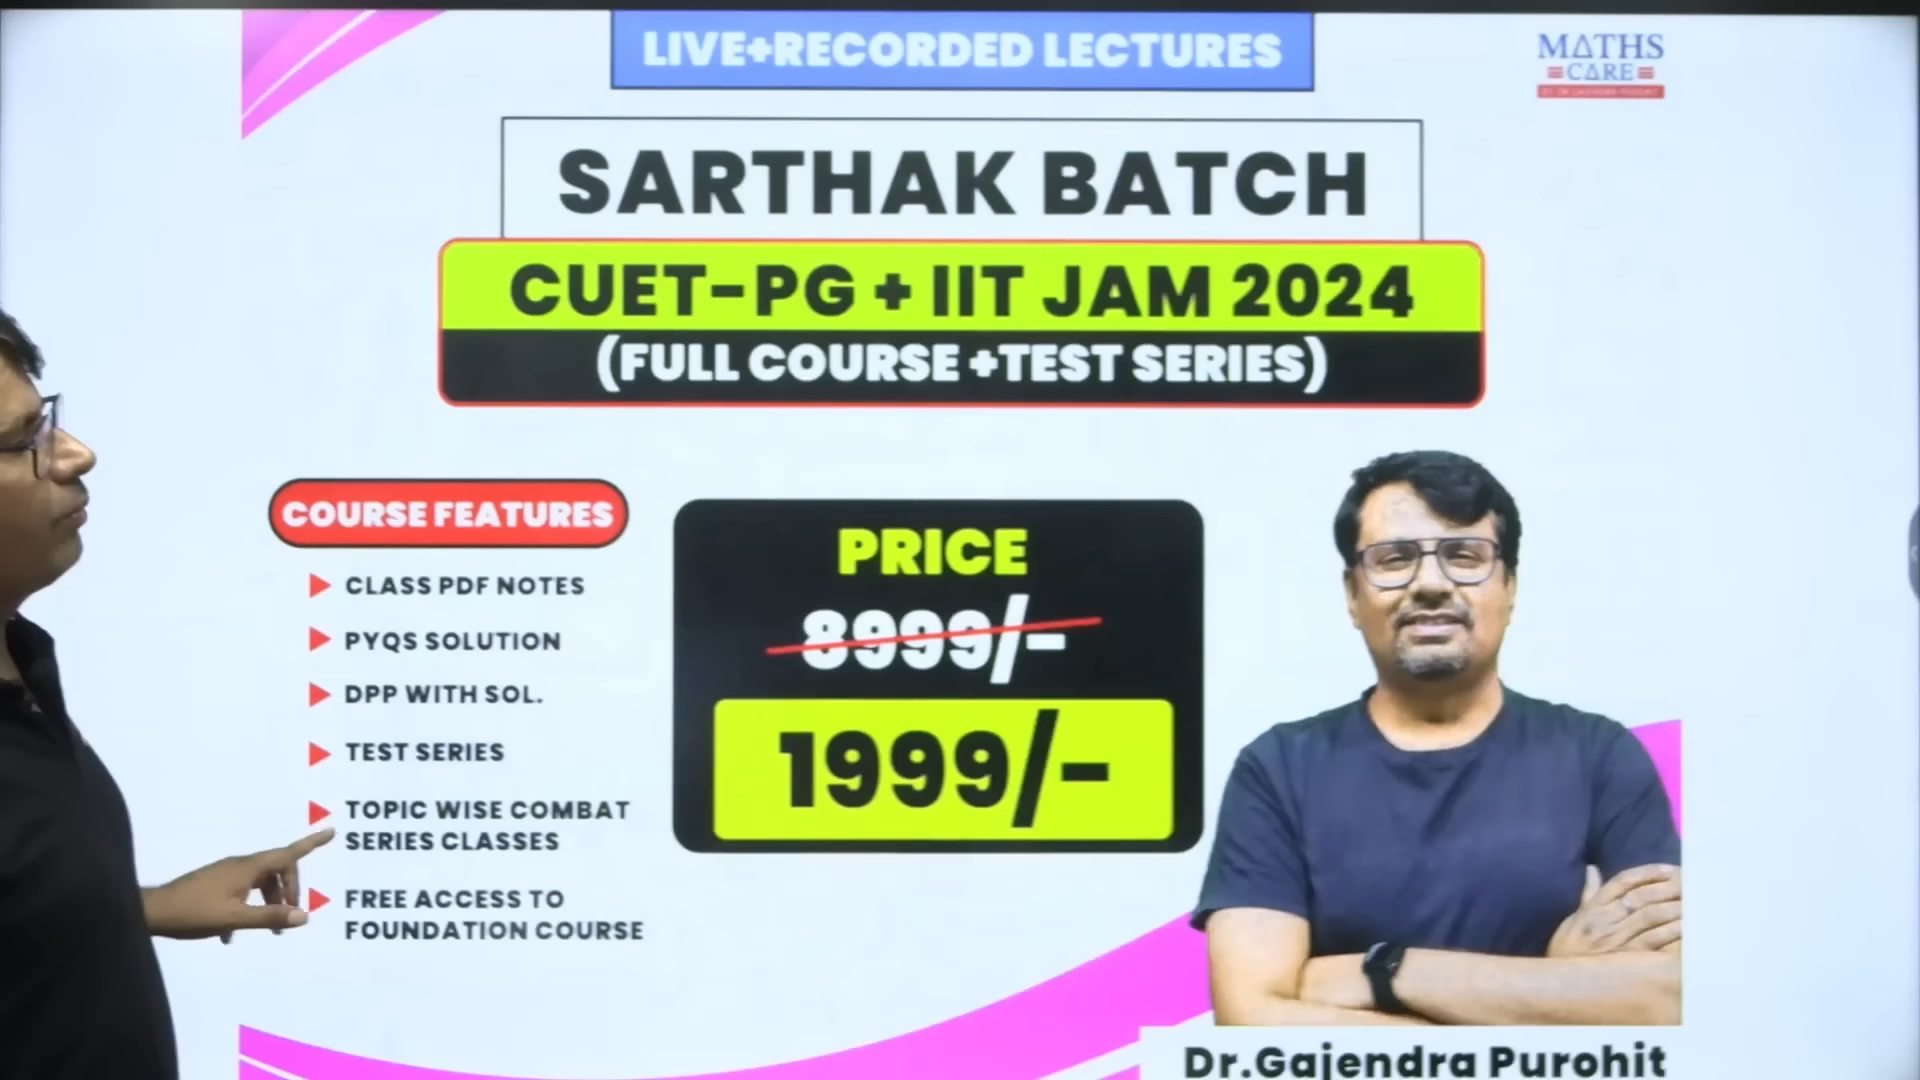 LIVE+RECORDED LECTURES
MATHS
CARE
SARTHAK BATCH
CUET-PG + IIT JAM 2024
(FULL COURSE +TEST SERIES)
COURSE FEATURES
CLASS PDF NOTES
PYQS SOLUTION
DPP WITH SOL.
TEST SERIES
TOPIC WISE COMBAT
SERIES CLASSES
FREE ACCESS TO
FOUNDATION COURSE
PRICE
8999/-
1999/-
Dr.Gajendra Purohit